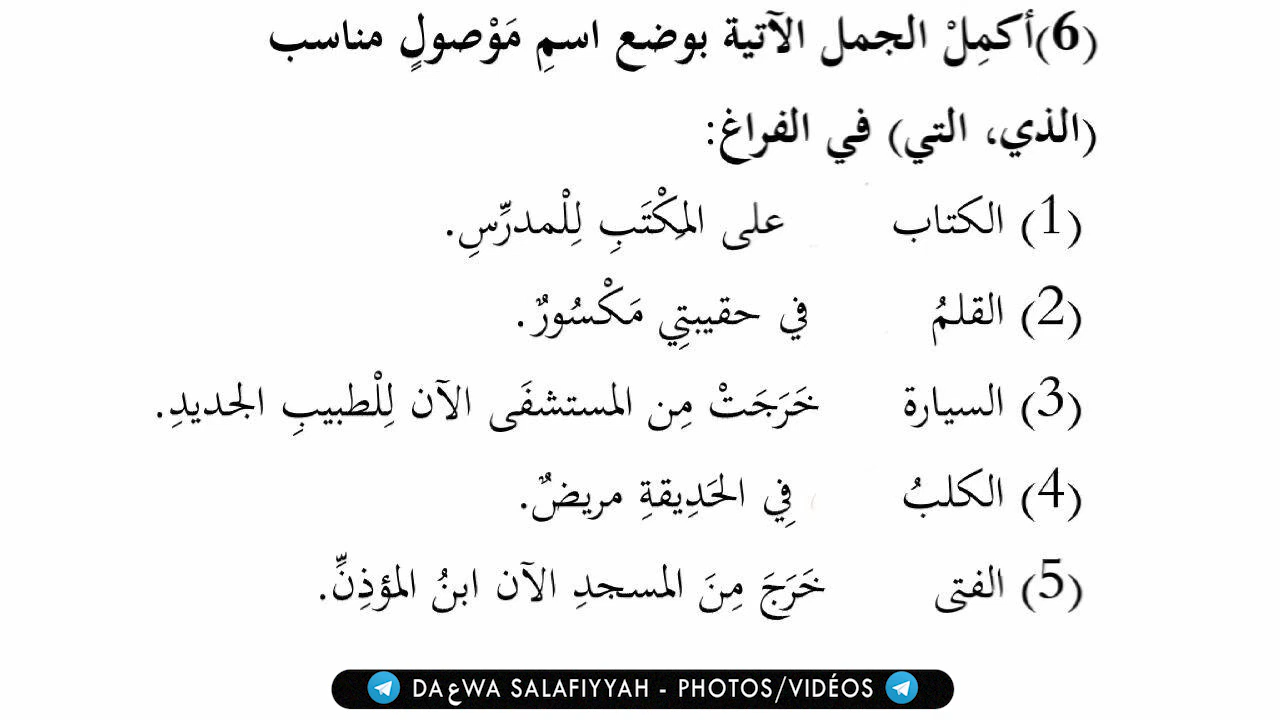 (6)أكمِلْ الجمل الآتية بوضع اسمِ مَوْصولٍ مناسب
(الذي، التي) في الفراغ:
(1) الكتاب على المِكْتَبِ لِلْمدرِّسِ.
(2) القلمُ في حقيبتِي مَكْسُورٌ.
(3) السيارة خَرَجَتْ مِن المستشفَى الآن لِلْطبيبِ الجديدِ.
(4) الكلبُ فِي الحَدِيقةِ مريضٌ.
(5) الفتى خَرَجَ مِنَ المسجدِ الآن ابنُ المؤذِنِّ.
DAعWA SALAFIYYAH - PHOTOS/VIDÉOS